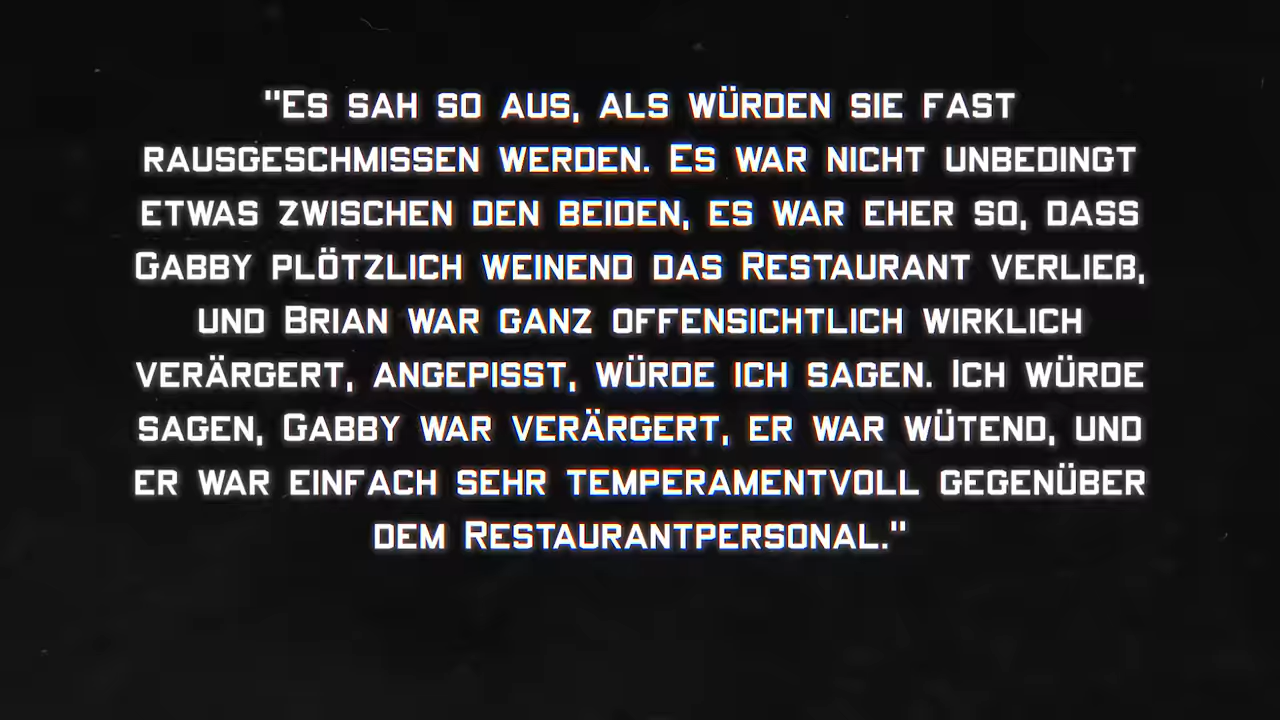 "Es sah so aus, als würden sie fast
rausgeschmissen werden. Es war nicht unbedingt
etwas zwischen den beiden, es war eher so, dass
Gabby plötzlich weinend das Restaurant verließ,
und Brian war ganz offensichtlich wirklich
verärgert, angepisst, würde ich sagen. Ich würde
sagen, Gabby war verärgert, er war wütend, und
er war einfach sehr temperamentvoll gegenüber
dem Restaurantpersonal."